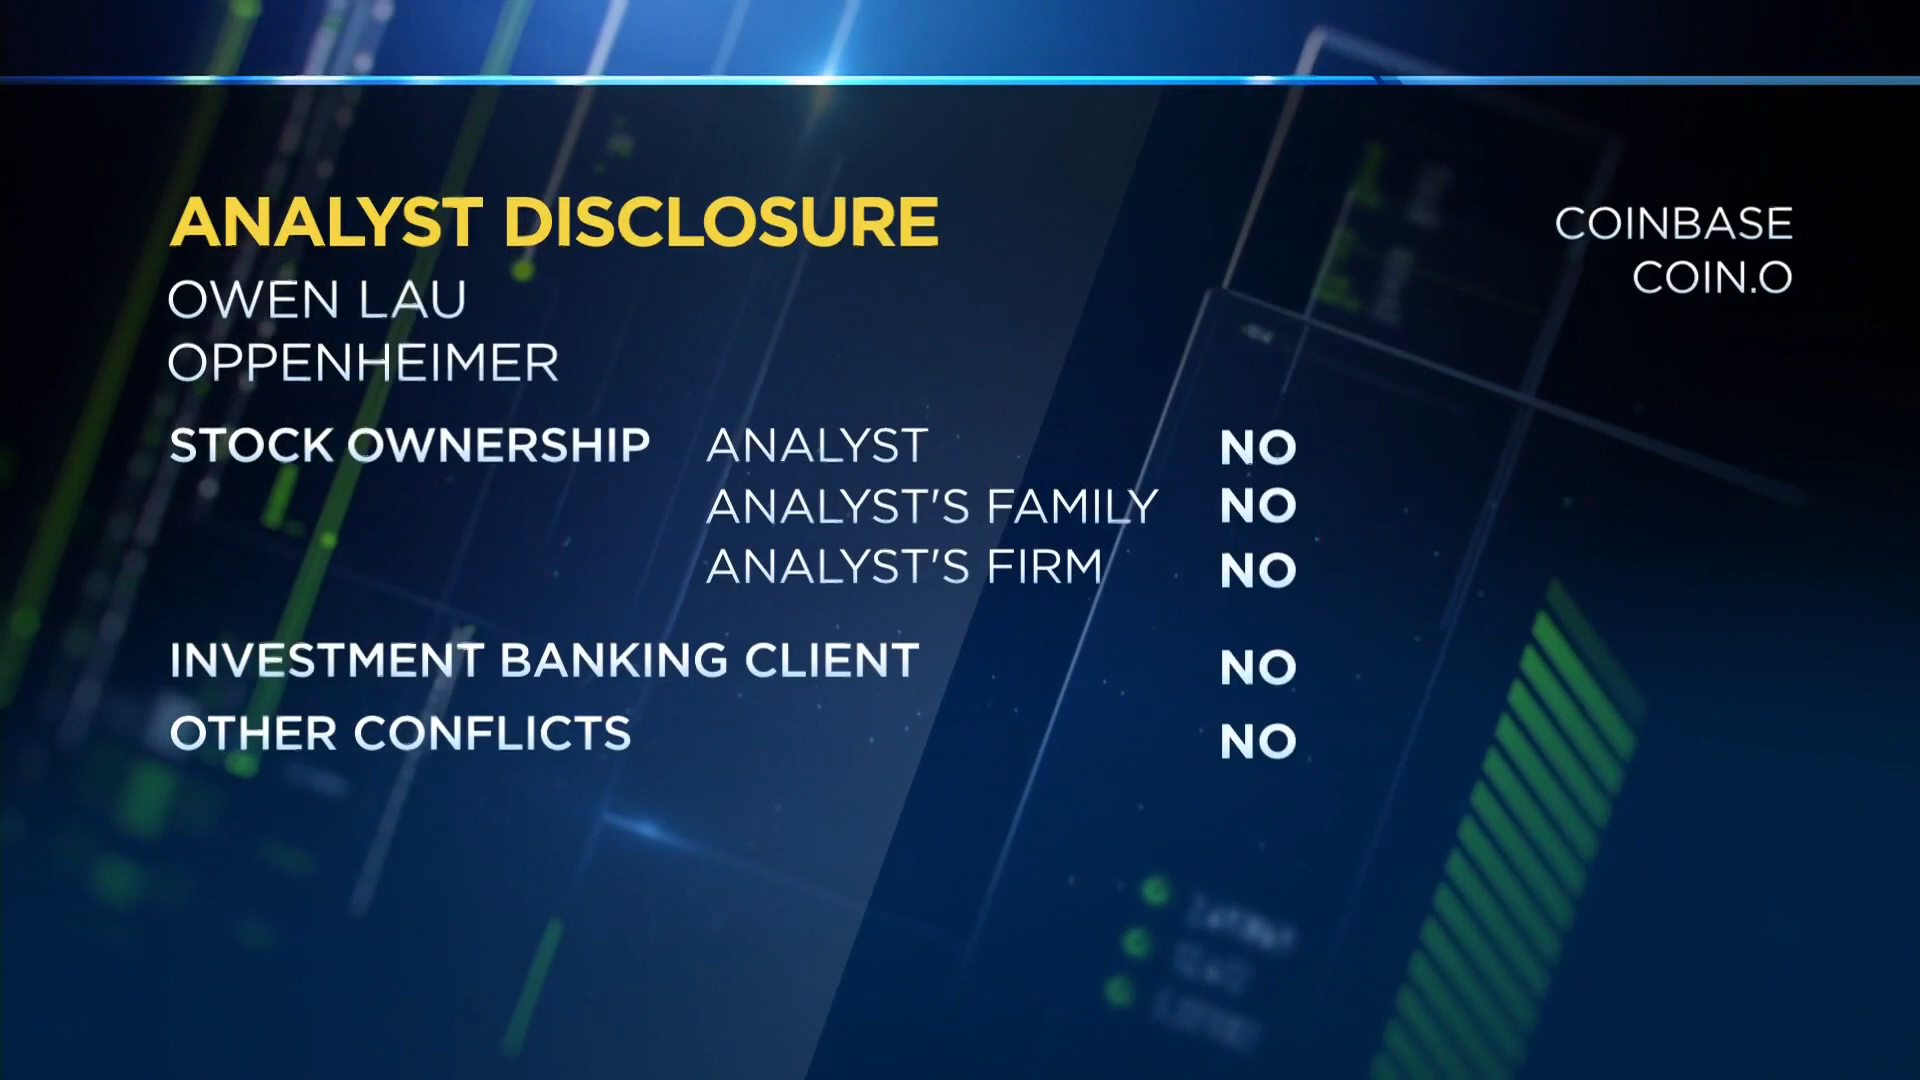 ANALYST DISCLOSURE
OWEN LAU
OPPENHEIMER
COINBASE
COIN.O
STOCK OWNERSHIP ANALYST NO
ANALYST'S FAMILY NO
ANALYST'S FIRM NO
INVESTMENT BANKING CLIENT NO
OTHER CONFLICTS NO